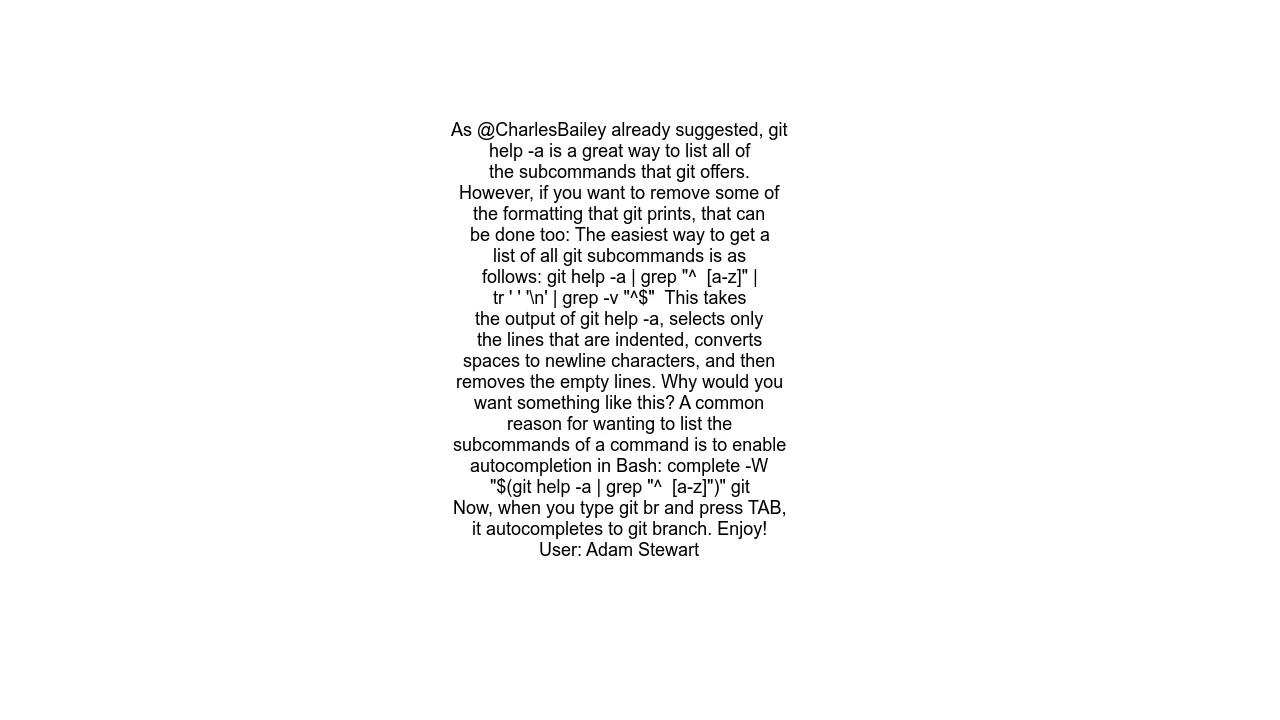 As @CharlesBailey already suggested, git
help -a is a great way to list all of
the subcommands that git offers.
However, if you want to remove some of
the formatting that git prints, that can
be done too: The easiest way to get a
list of all git subcommands is as
follows: git help -a | grep "^  [a-z]" |
tr ' ' '\n' | grep -v "^$"  This takes
the output of git help -a, selects only
the lines that are indented, converts
spaces to newline characters, and then
removes the empty lines. Why would you
want something like this? A common
reason for wanting to list the
subcommands of a command is to enable
autocompletion in Bash: complete -W
"$(git help -a | grep "^  [a-z]")" git
Now, when you type git br and press TAB,
it autocompletes to git branch. Enjoy!
User: Adam Stewart